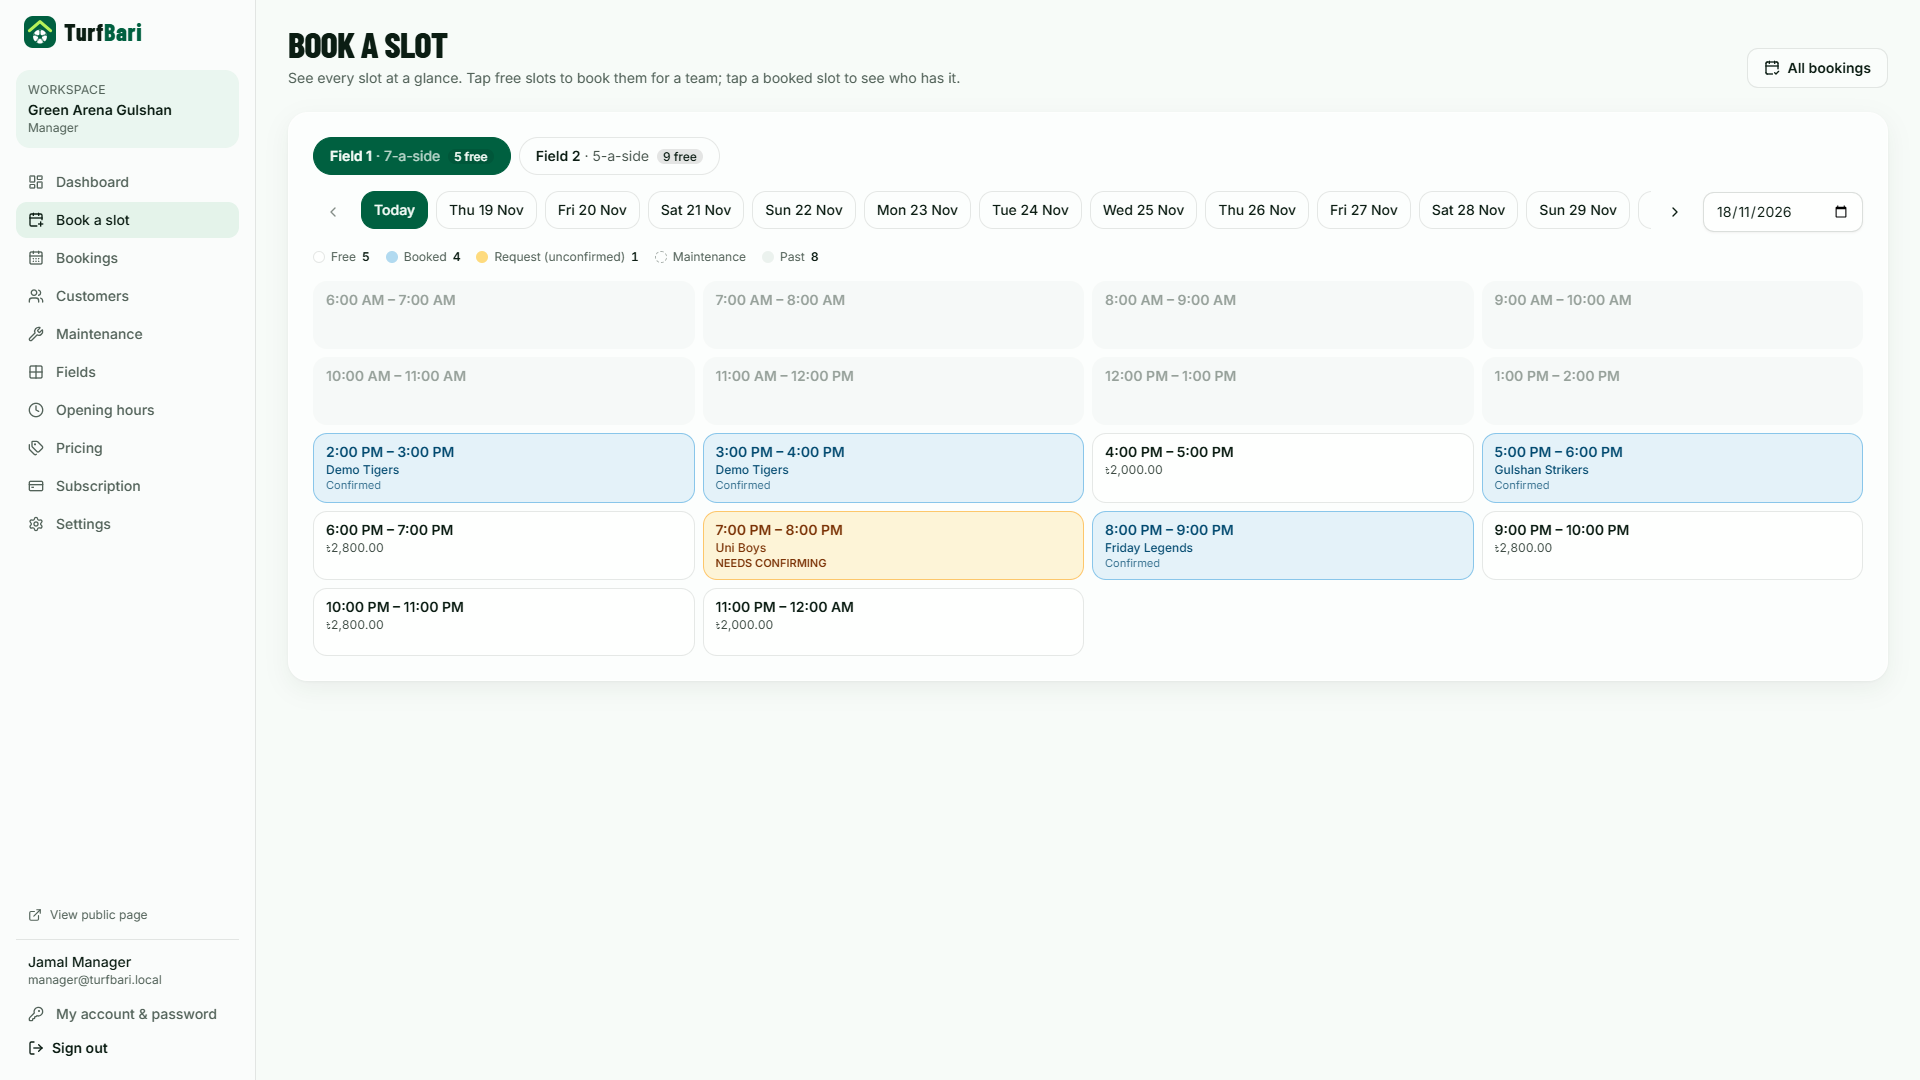 TurfBari
WORKSPACE
Green Arena Gulshan
Manager
Dashboard
Book a slot
Bookings
Customers
Maintenance
Fields
Opening hours
Pricing
Subscription
Settings
View public page
Jamal Manager
manager@turfbari.local
My account & password
Sign out
BOOK A SLOT
See every slot at a glance. Tap free slots to book them for a team; tap a booked slot to see who has it.
All bookings
Field 1 · 7-a-side 5 free
Field 2 · 5-a-side 9 free
Today Thu 19 Nov Fri 20 Nov Sat 21 Nov Sun 22 Nov Mon 23 Nov Tue 24 Nov Wed 25 Nov Thu 26 Nov Fri 27 Nov Sat 28 Nov Sun 29 Nov 18/11/2026
Free 5 Booked 4 Request (unconfirmed) 1 Maintenance Past 8
6:00 AM – 7:00 AM
7:00 AM – 8:00 AM
8:00 AM – 9:00 AM
9:00 AM – 10:00 AM
10:00 AM – 11:00 AM
11:00 AM – 12:00 PM
12:00 PM – 1:00 PM
1:00 PM – 2:00 PM
2:00 PM – 3:00 PM
Demo Tigers
Confirmed
3:00 PM – 4:00 PM
Demo Tigers
Confirmed
4:00 PM – 5:00 PM
৳2,000.00
5:00 PM – 6:00 PM
Gulshan Strikers
Confirmed
6:00 PM – 7:00 PM
৳2,800.00
7:00 PM – 8:00 PM
Uni Boys
NEEDS CONFIRMING
8:00 PM – 9:00 PM
Friday Legends
Confirmed
9:00 PM – 10:00 PM
৳2,800.00
10:00 PM – 11:00 PM
৳2,800.00
11:00 PM – 12:00 AM
৳2,000.00